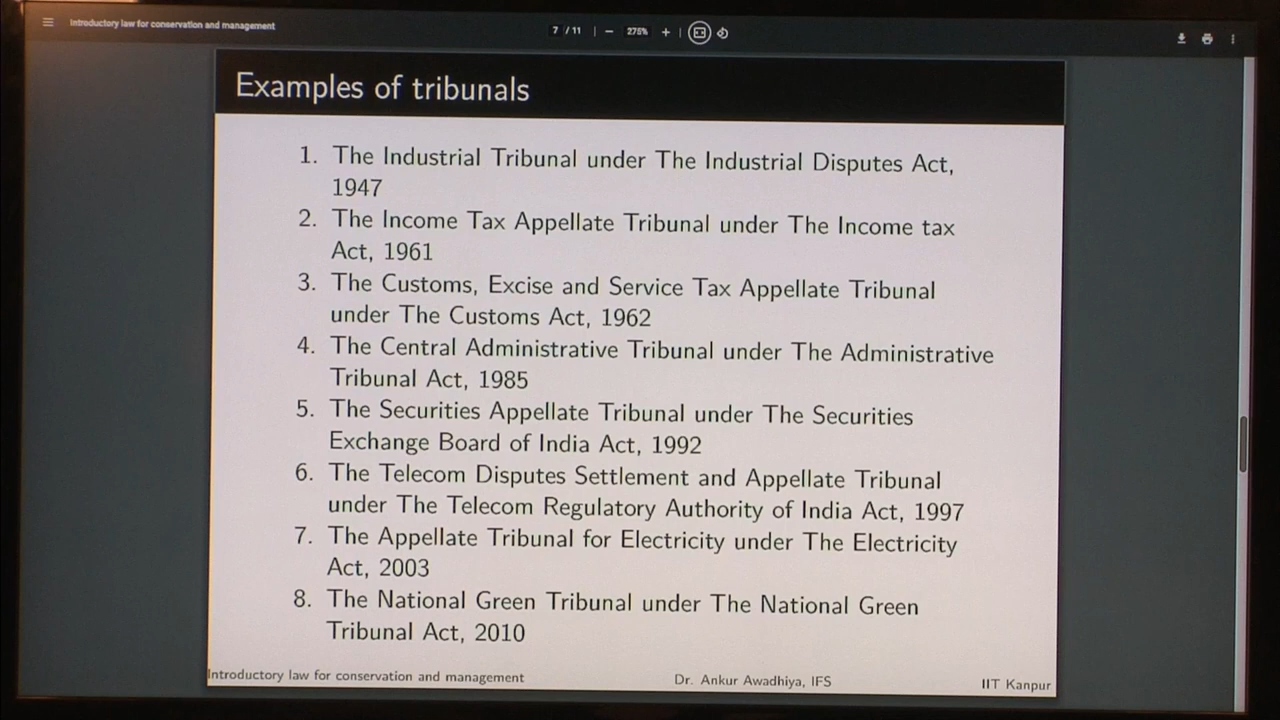 Introductory law for conservation and management
7 / 11 | − 275% + |
Examples of tribunals
1. The Industrial Tribunal under The Industrial Disputes Act,
1947
2. The Income Tax Appellate Tribunal under The Income tax
Act, 1961
3. The Customs, Excise and Service Tax Appellate Tribunal
under The Customs Act, 1962
4. The Central Administrative Tribunal under The Administrative
Tribunal Act, 1985
5. The Securities Appellate Tribunal under The Securities
Exchange Board of India Act, 1992
6. The Telecom Disputes Settlement and Appellate Tribunal
under The Telecom Regulatory Authority of India Act, 1997
7. The Appellate Tribunal for Electricity under The Electricity
Act, 2003
8. The National Green Tribunal under The National Green
Tribunal Act, 2010
Introductory law for conservation and management Dr. Ankur Awadhiya, IFS IIT Kanpur